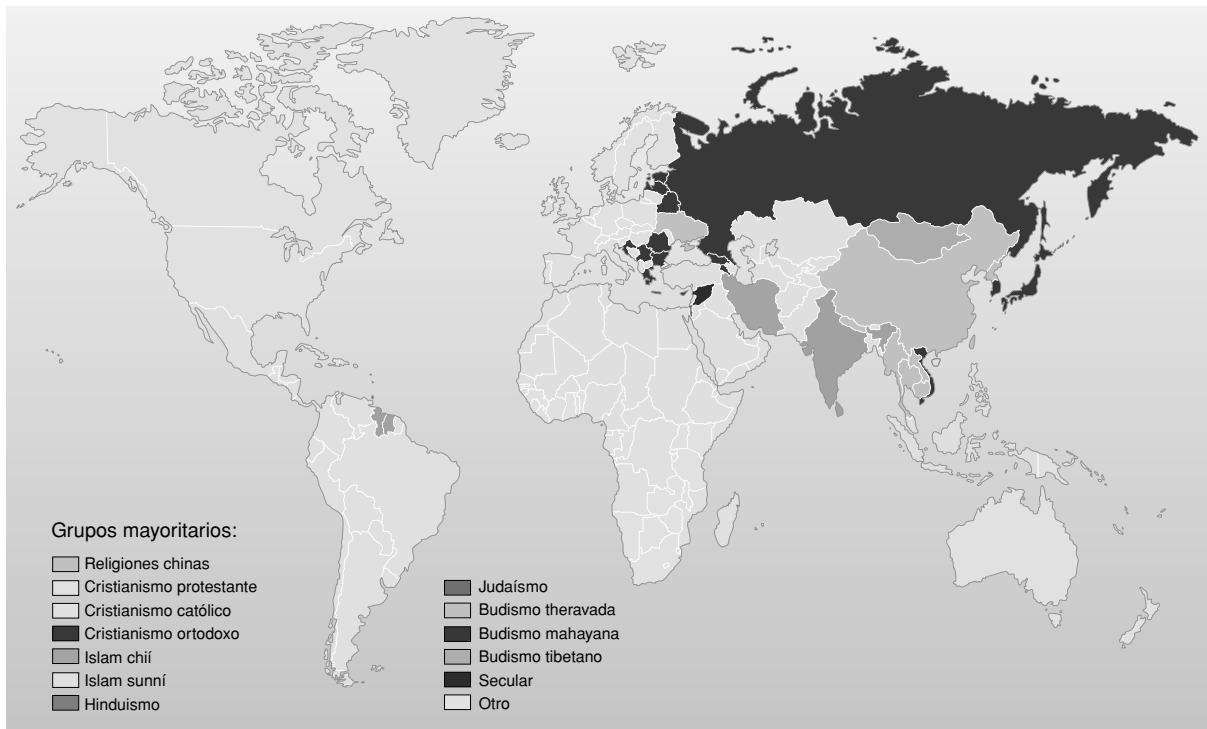 Grupos mayoritarios:
Religiones chinas
Cristianismo protestante
Cristianismo católico
Cristianismo ortodoxo
Islam chií
Islam sunní
Hinduismo
Judaísmo
Budismo theravada
Budismo mahayana
Budismo tibetano
Secular
Otro